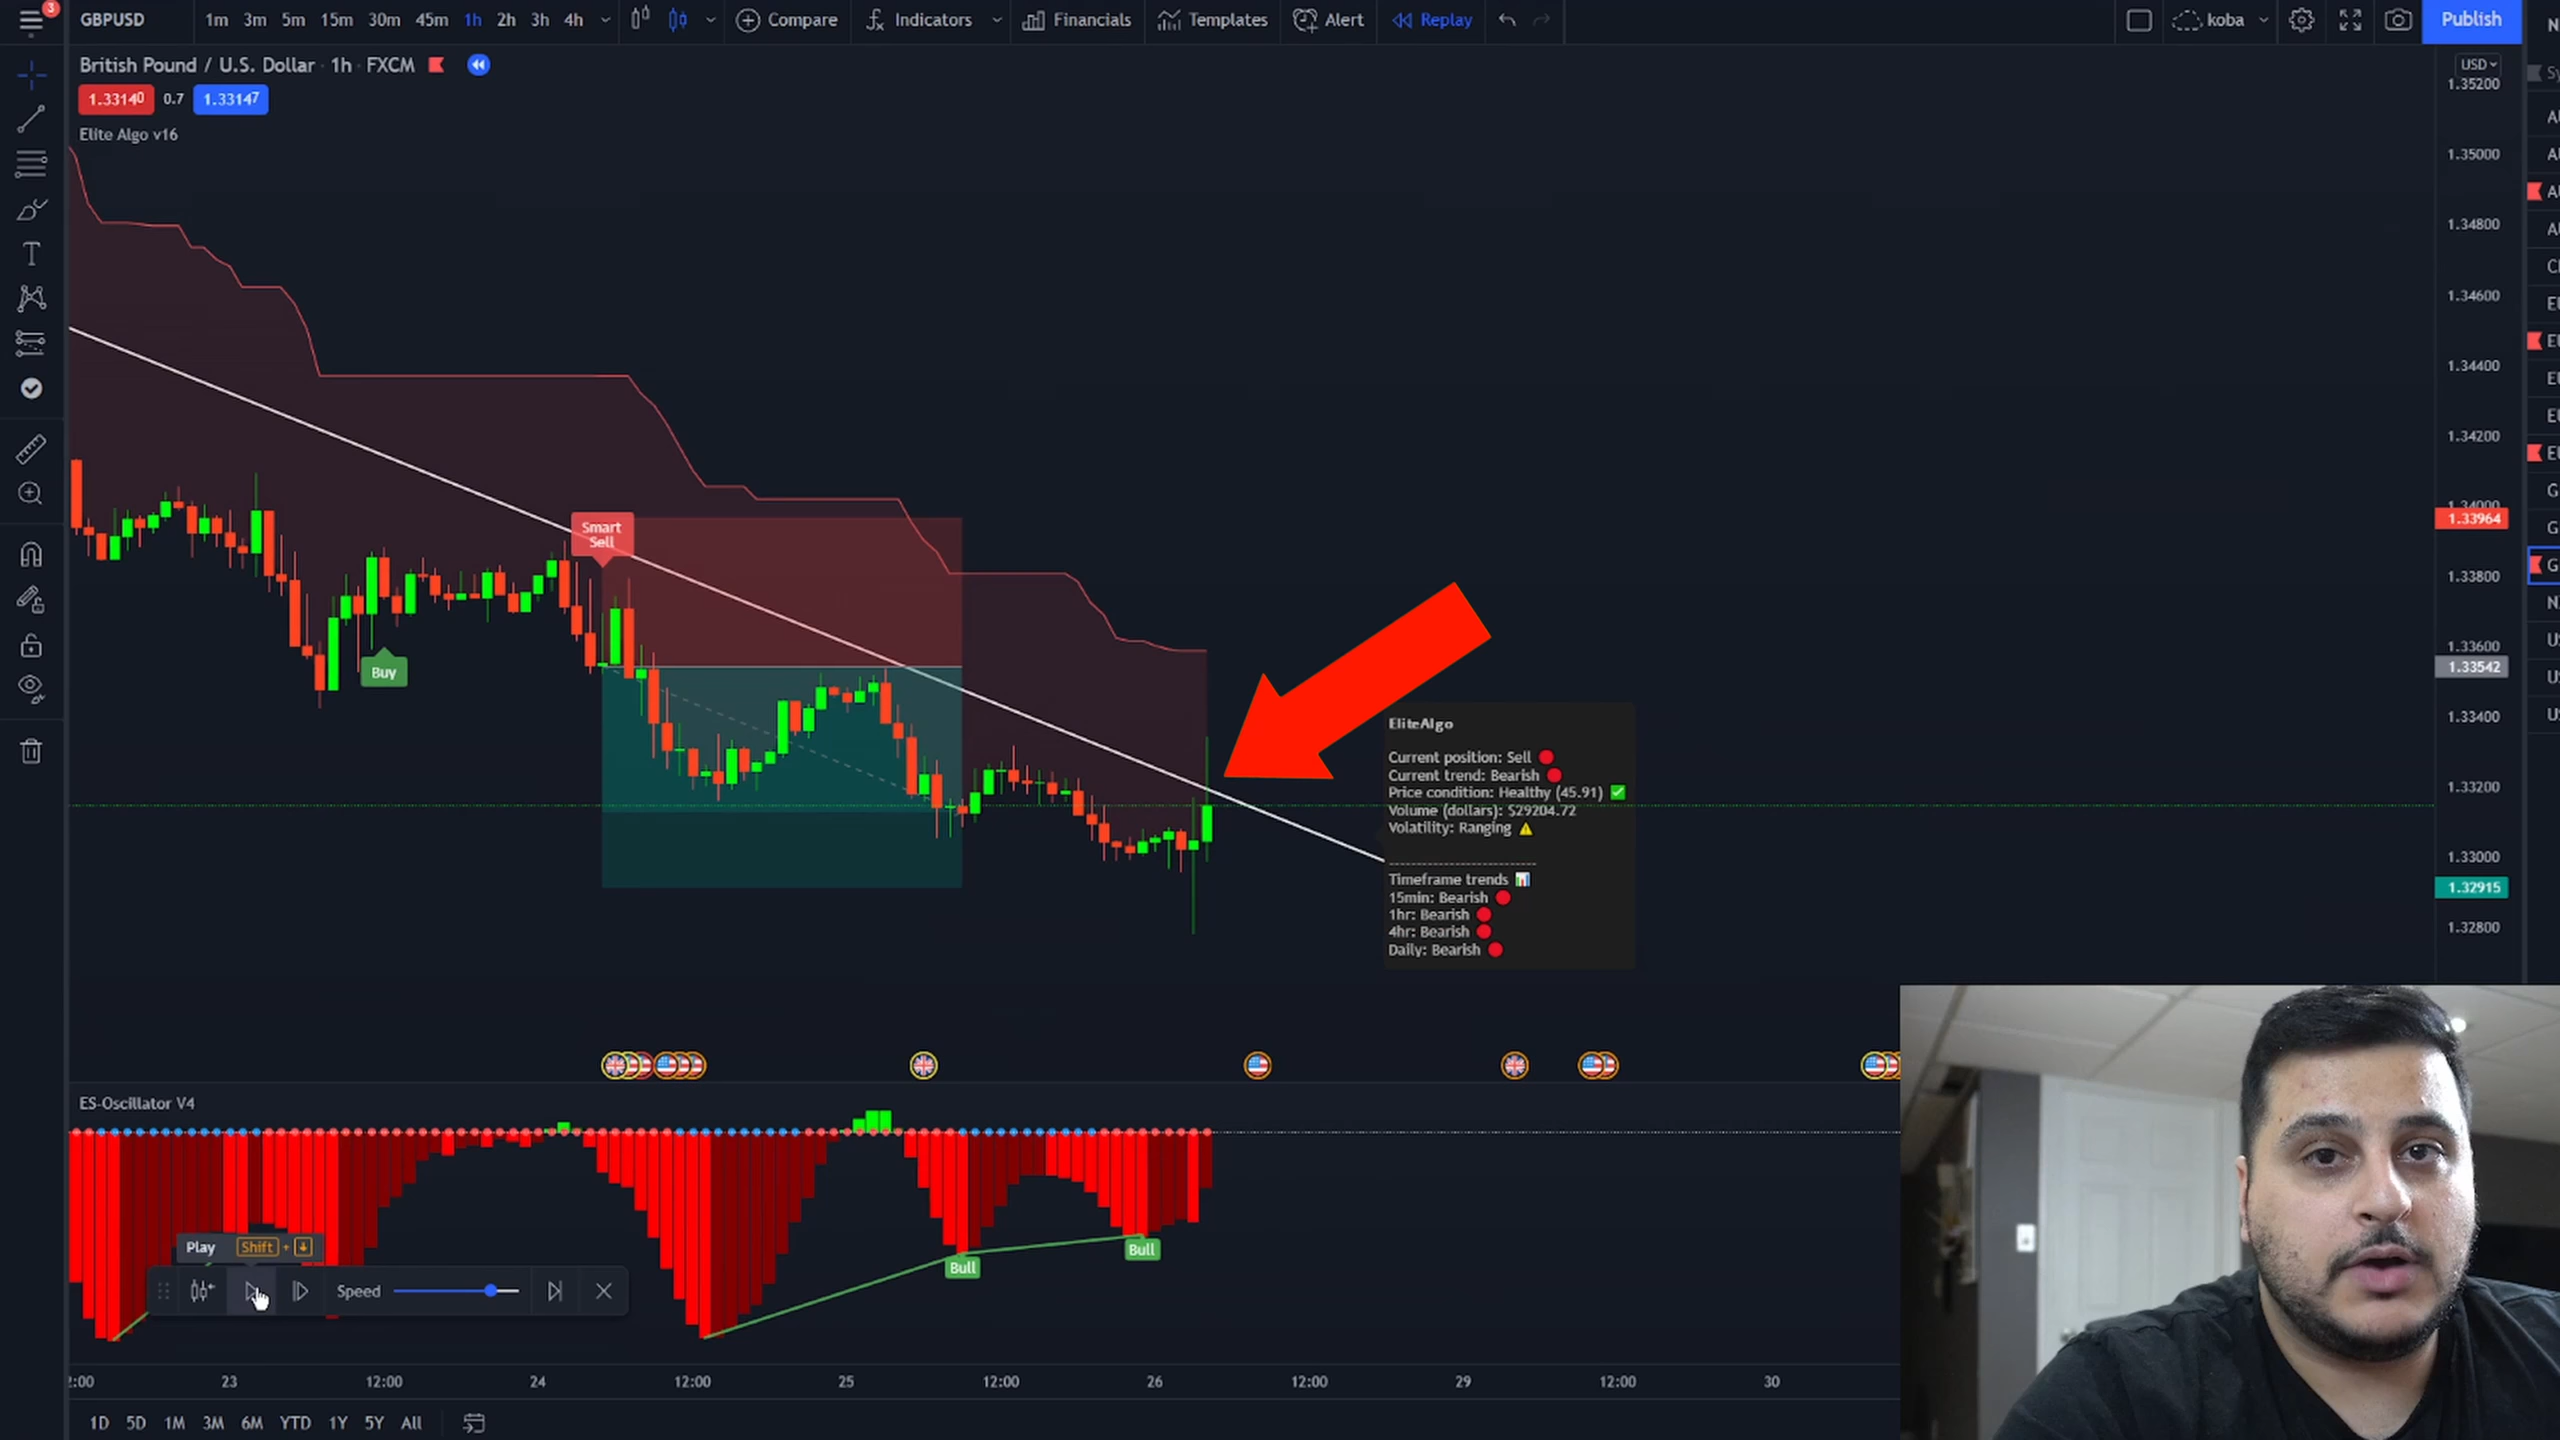 3
GBPUSD 1m 3m 5m 15m 30m 45m 1h 2h 3h 4h Compare Indicators Financials Templates Alert Replay koba Publish
British Pound / U.S. Dollar · 1h · FXCM
1.33140 0.7 1.33147
Elite Algo v16
USD
1.35200
1.35000
1.34800
1.34600
1.34400
1.34200
1.34000
1.33964
1.33800
1.33600
1.33542
1.33400
1.33200
1.33000
1.32915
1.32800
Smart
Sell
Buy
EliteAlgo
Current position: Sell
Current trend: Bearish
Price condition: Healthy (45.91)
Volume (dollars): $29204.72
Volatility: Ranging
--------------------------
Timeframe trends
15min: Bearish
1hr: Bearish
4hr: Bearish
Daily: Bearish
ES-Oscillator V4
Bull
Bull
Play Shift +
Speed
23 12:00 24 12:00 25 12:00 26 12:00 29 12:00 30
1D 5D 1M 3M 6M YTD 1Y 5Y All